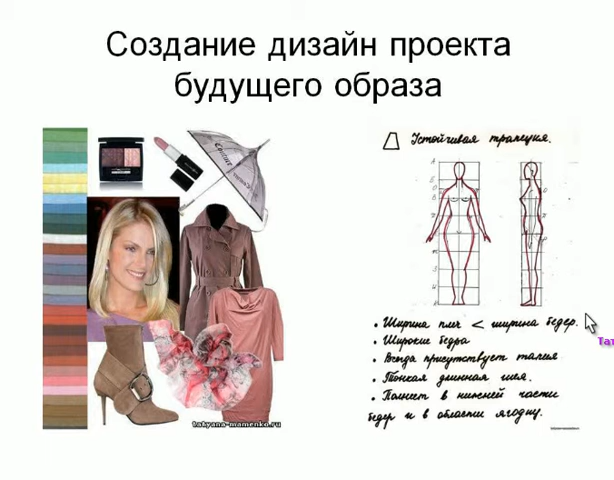 Создание дизайн проекта
будущего образа
Устойчивая трапеция.
• Ширина плеч < ширина бедер.
• Широкие бедра
• Всегда присутствует талия
• Тонкая длинная шея.
• Полнеет в нижней части
бедер и в области ягодиц.
tatyana-mamenko.ru
Тат